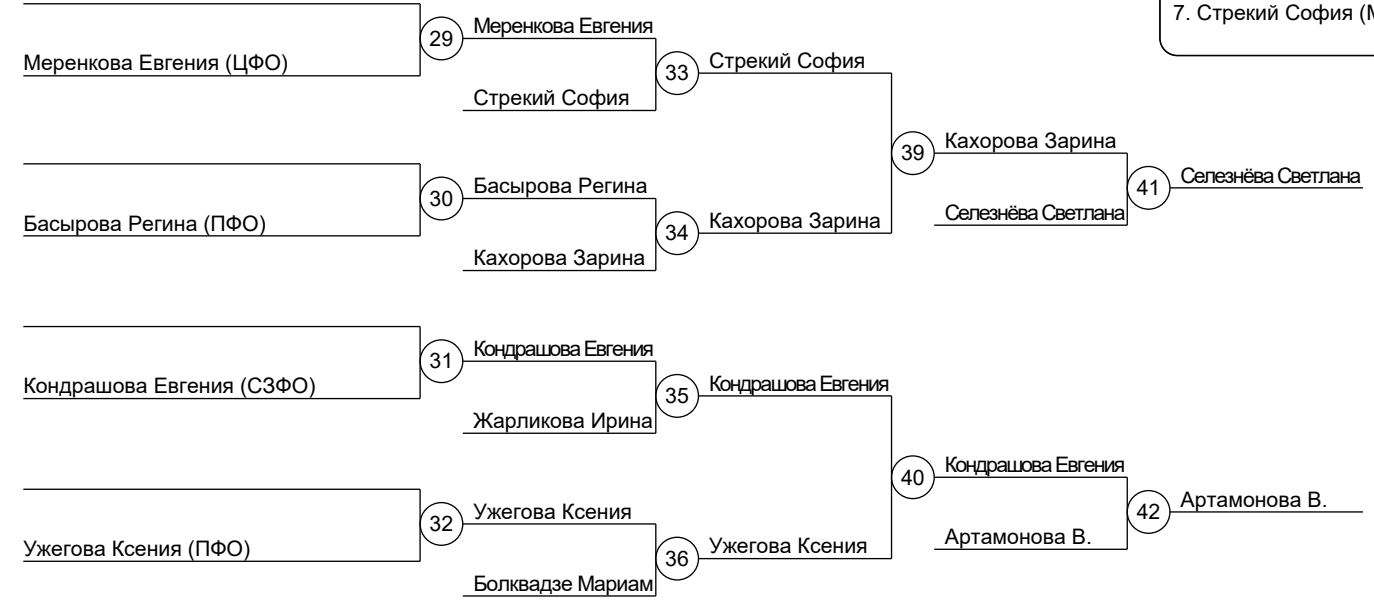 7. Стрекий София (М
Меренкова Евгения (ЦФО)
29
Меренкова Евгения
Стрекий София
33
Стрекий София
Басырова Регина (ПФО)
30
Басырова Регина
Кахорова Зарина
34
Кахорова Зарина
39
Кахорова Зарина
Селезнёва Светлана
41
Селезнёва Светлана
Кондрашова Евгения (СЗФО)
31
Кондрашова Евгения
Жарликова Ирина
35
Кондрашова Евгения
Ужегова Ксения (ПФО)
32
Ужегова Ксения
Болквадзе Мариам
36
Ужегова Ксения
40
Кондрашова Евгения
Артамонова В.
42
Артамонова В.